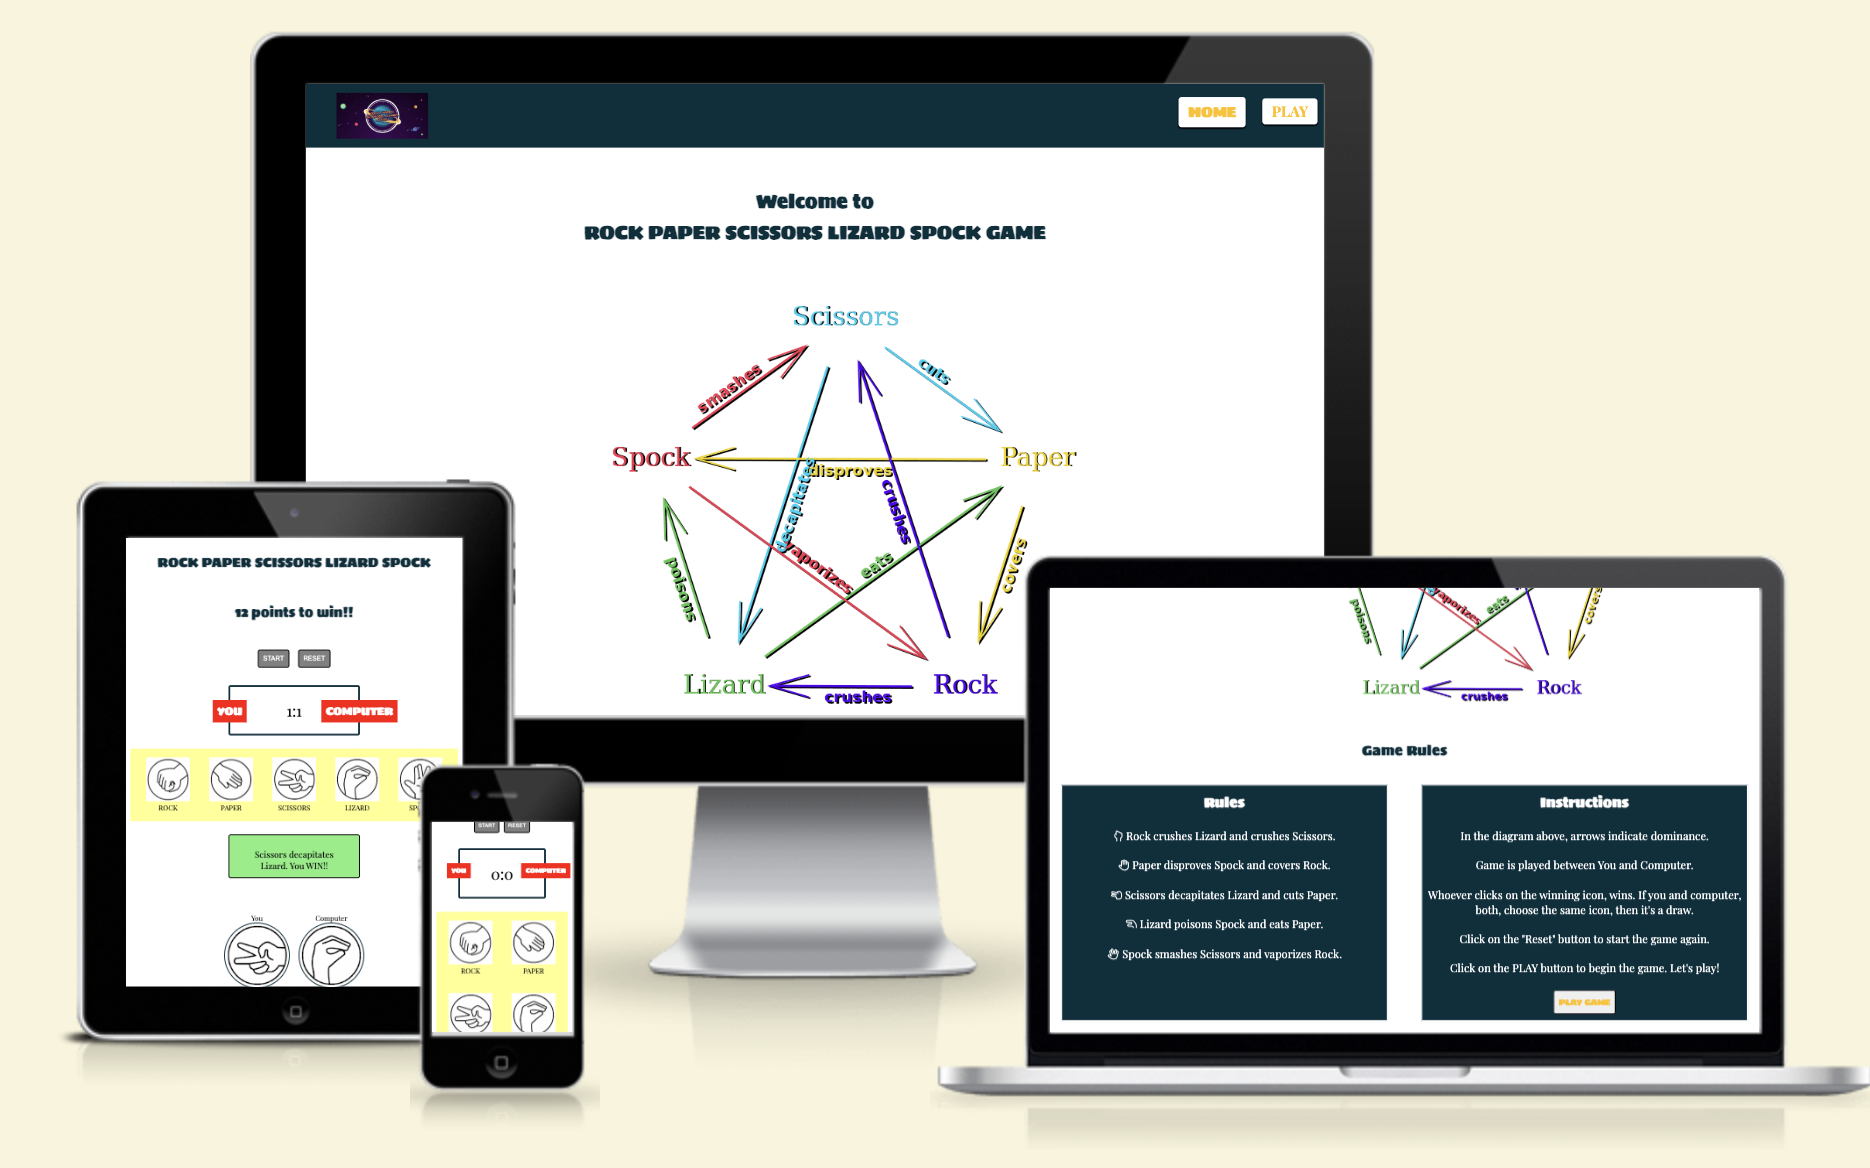 HOME
PLAY
Welcome to
ROCK PAPER SCISSORS LIZARD SPOCK GAME
Scissors
smashes
cuts
Spock
disproves
Paper
decapitates
crushes
vaporizes
eats
poisons
covers
Lizard
crushes
Rock
ROCK PAPER SCISSORS LIZARD SPOCK
12 points to win!!
START RESET
YOU 1:1 COMPUTER
ROCK PAPER SCISSORS LIZARD
Scissors decapitates
Lizard. You WIN!!
You Computer
START RESET
YOU 0:0 COMPUTER
ROCK PAPER
poisons
vaporizes
eats
covers
Lizard
crushes
Rock
Game Rules
Rules
Rock crushes Lizard and crushes Scissors.
Paper disproves Spock and covers Rock.
Scissors decapitates Lizard and cuts Paper.
Lizard poisons Spock and eats Paper.
Spock smashes Scissors and vaporizes Rock.
Instructions
In the diagram above, arrows indicate dominance.
Game is played between You and Computer.
Whoever clicks on the winning icon, wins. If you and computer,
both, choose the same icon, then it's a draw.
Click on the "Reset" button to start the game again.
Click on the PLAY button to begin the game. Let's play!
PLAY GAME